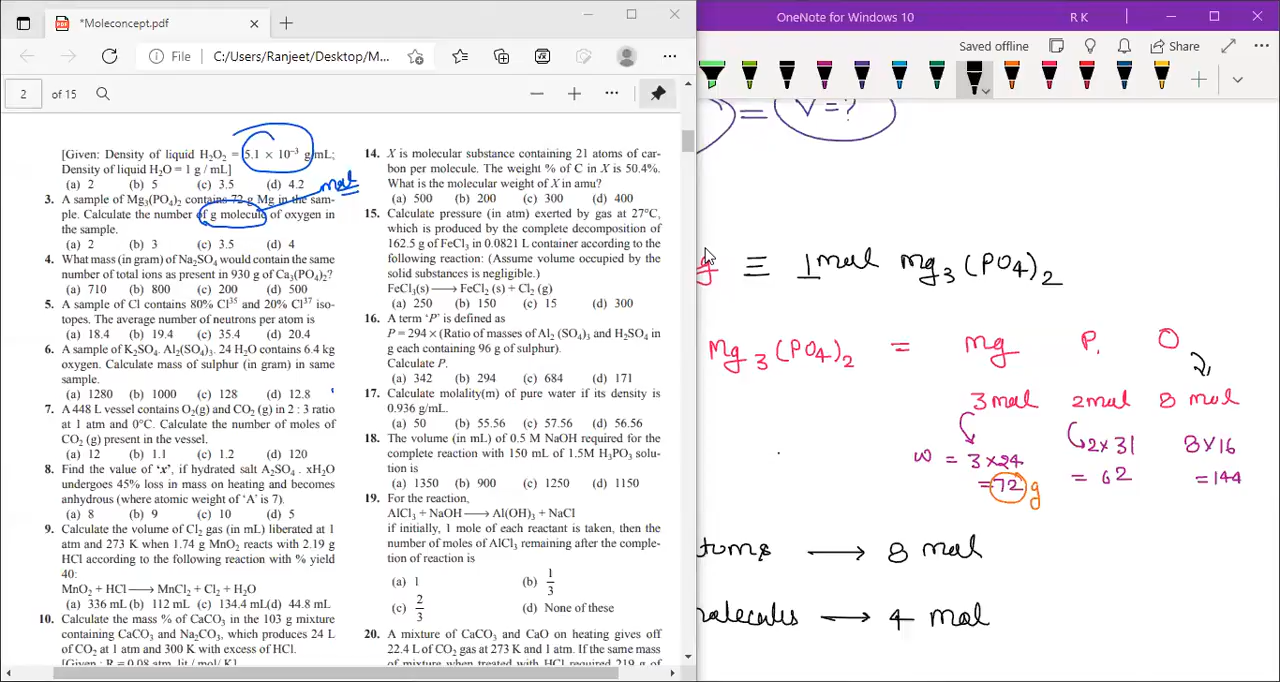 *Moleconcept.pdf
File C:/Users/Ranjeet/Desktop/M...
2 of 15
[Given: Density of liquid H₂O₂ = 5.1 × 10⁻³ g/mL;
Density of liquid H₂O = 1 g / mL]
(a) 2 (b) 5 (c) 3.5 (d) 4.2
mol
3. A sample of Mg₃(PO₄)₂ contains 72 g Mg in the sam-
ple. Calculate the number of g molecule of oxygen in
the sample.
(a) 2 (b) 3 (c) 3.5 (d) 4
4. What mass (in gram) of Na₂SO₄ would contain the same
number of total ions as present in 930 g of Ca₃(PO₄)₂?
(a) 710 (b) 800 (c) 200 (d) 500
5. A sample of Cl contains 80% Cl³⁵ and 20% Cl³⁷ iso-
topes. The average number of neutrons per atom is
(a) 18.4 (b) 19.4 (c) 35.4 (d) 20.4
6. A sample of K₂SO₄. Al₂(SO₄)₃. 24 H₂O contains 6.4 kg
oxygen. Calculate mass of sulphur (in gram) in same
sample.
(a) 1280 (b) 1000 (c) 128 (d) 12.8
7. A 448 L vessel contains O₂(g) and CO₂ (g) in 2 : 3 ratio
at 1 atm and 0°C. Calculate the number of moles of
CO₂ (g) present in the vessel.
(a) 12 (b) 1.1 (c) 1.2 (d) 120
8. Find the value of ‘x’, if hydrated salt A₂SO₄ . xH₂O
undergoes 45% loss in mass on heating and becomes
anhydrous (where atomic weight of ‘A’ is 7).
(a) 8 (b) 9 (c) 10 (d) 5
9. Calculate the volume of Cl₂ gas (in mL) liberated at 1
atm and 273 K when 1.74 g MnO₂ reacts with 2.19 g
HCl according to the following reaction with % yield
40:
MnO₂ + HCl ⟶ MnCl₂ + Cl₂ + H₂O
(a) 336 mL (b) 112 mL (c) 134.4 mL (d) 44.8 mL
10. Calculate the mass % of CaCO₃ in the 103 g mixture
containing CaCO₃ and Na₂CO₃, which produces 24 L
of CO₂ at 1 atm and 300 K with excess of HCl.
[Given : R = 0.08 atm. lit / mol/ K]
14. X is molecular substance containing 21 atoms of car-
bon per molecule. The weight % of C in X is 50.4%.
What is the molecular weight of X in amu?
(a) 500 (b) 200 (c) 300 (d) 400
15. Calculate pressure (in atm) exerted by gas at 27°C,
which is produced by the complete decomposition of
162.5 g of FeCl₃ in 0.0821 L container according to the
following reaction: (Assume volume occupied by the
solid substances is negligible.)
FeCl₃(s) ⟶ FeCl₂ (s) + Cl₂ (g)
(a) 250 (b) 150 (c) 15 (d) 300
16. A term ‘P’ is defined as
P = 294 × (Ratio of masses of Al₂ (SO₄)₃ and H₂SO₄ in
g each containing 96 g of sulphur).
Calculate P.
(a) 342 (b) 294 (c) 684 (d) 171
17. Calculate molality(m) of pure water if its density is
0.936 g/mL.
(a) 50 (b) 55.56 (c) 57.56 (d) 56.56
18. The volume (in mL) of 0.5 M NaOH required for the
complete reaction with 150 mL of 1.5M H₃PO₃ solu-
tion is
(a) 1350 (b) 900 (c) 1250 (d) 1150
19. For the reaction,
AlCl₃ + NaOH ⟶ Al(OH)₃ + NaCl
if initially, 1 mole of each reactant is taken, then the
number of moles of AlCl₃ remaining after the comple-
tion of reaction is
(a) 1 (b) 1/3
(c) 2/3 (d) None of these
20. A mixture of CaCO₃ and CaO on heating gives off
22.4 L of CO₂ gas at 273 K and 1 atm. If the same mass
OneNote for Windows 10 R K
Saved offline Share
= V = ?
g ≡ 1 mol Mg₃(PO₄)₂
Mg₃(PO₄)₂ = Mg P. O
3 mol 2 mol 8 mol
w = 3 × 24 2 × 31 8 × 16
= 72 g = 62 = 144
toms ⟶ 8 mol
molecules ⟶ 4 mol